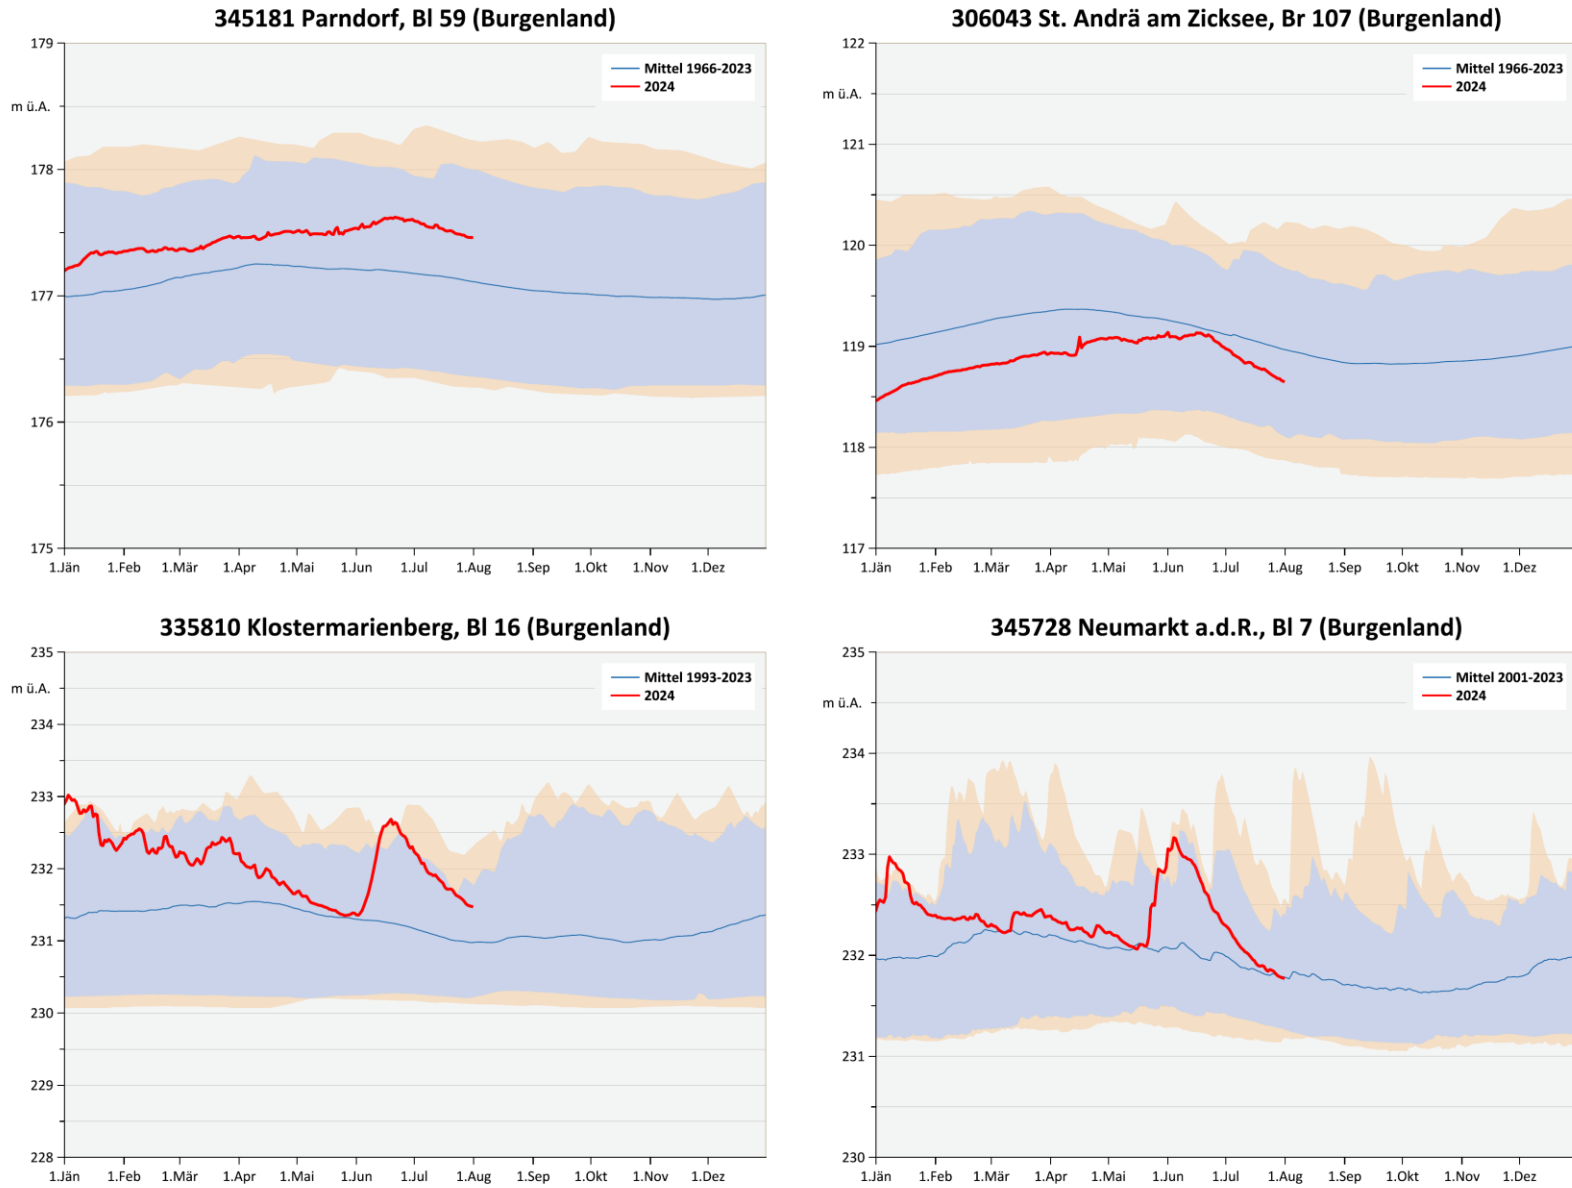 345181 Parndorf, Bl 59 (Burgenland)
179
m ü.A.
178
177
176
175
Mittel 1966-2023
2024
1.Jän 1.Feb 1.Mär 1.Apr 1.Mai 1.Jun 1.Jul 1.Aug 1.Sep 1.Okt 1.Nov 1.Dez
306043 St. Andrä am Zicksee, Br 107 (Burgenland)
122
m ü.A.
121
120
119
118
117
Mittel 1966-2023
2024
1.Jän 1.Feb 1.Mär 1.Apr 1.Mai 1.Jun 1.Jul 1.Aug 1.Sep 1.Okt 1.Nov 1.Dez
335810 Klostermarienberg, Bl 16 (Burgenland)
235
m ü.A.
234
233
232
231
230
229
228
Mittel 1993-2023
2024
1.Jän 1.Feb 1.Mär 1.Apr 1.Mai 1.Jun 1.Jul 1.Aug 1.Sep 1.Okt 1.Nov 1.Dez
345728 Neumarkt a.d.R., Bl 7 (Burgenland)
235
m ü.A.
234
233
232
231
230
Mittel 2001-2023
2024
1.Jän 1.Feb 1.Mär 1.Apr 1.Mai 1.Jun 1.Jul 1.Aug 1.Sep 1.Okt 1.Nov 1.Dez